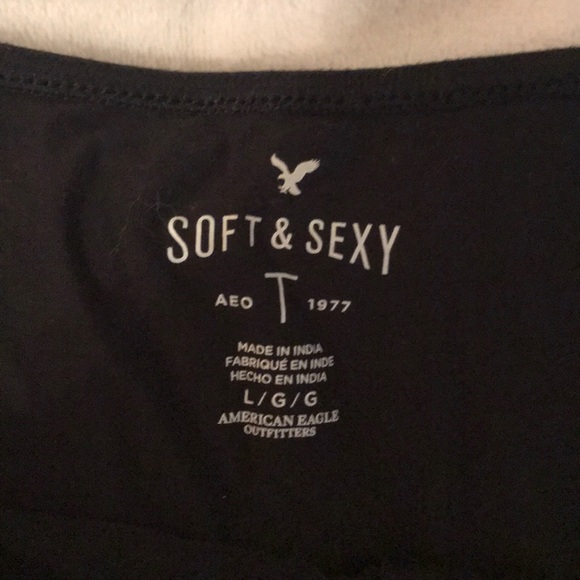 SOFT & SEXY
AEO T 1977
MADE IN INDIA
FABRIQUÉ EN INDE
HECHO EN INDIA
L/G/G
AMERICAN EAGLE
OUTFITTERS